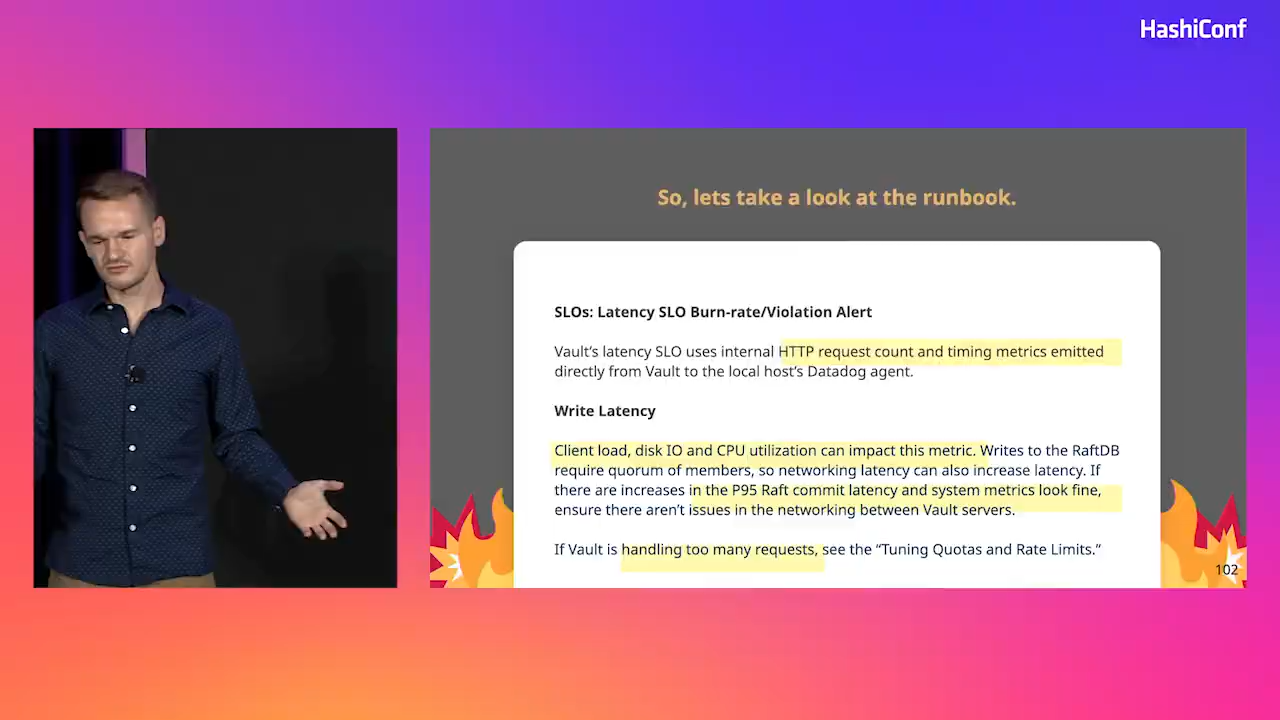 HashiConf
So, lets take a look at the runbook.
SLOs: Latency SLO Burn-rate/Violation Alert
Vault’s latency SLO uses internal HTTP request count and timing metrics emitted
directly from Vault to the local host’s Datadog agent.
Write Latency
Client load, disk IO and CPU utilization can impact this metric. Writes to the RaftDB
require quorum of members, so networking latency can also increase latency. If
there are increases in the P95 Raft commit latency and system metrics look fine,
ensure there aren’t issues in the networking between Vault servers.
If Vault is handling too many requests, see the “Tuning Quotas and Rate Limits.”
102